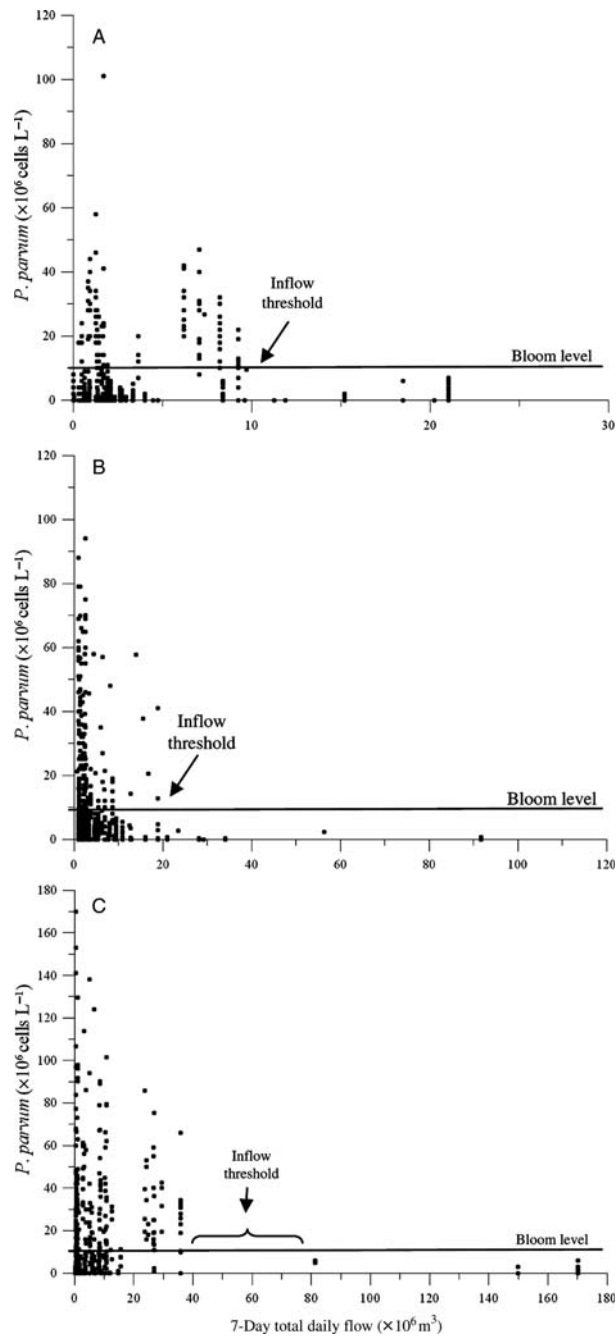 A
P. parvum (×10⁶ cells L⁻¹)
120
100
80
60
40
20
0
Inflow
threshold
Bloom level
0 10 20 30
B
P. parvum (×10⁶ cells L⁻¹)
120
100
80
60
40
20
0
Inflow
threshold
Bloom level
0 20 40 60 80 100 120
C
P. parvum (×10⁶ cells L⁻¹)
180
160
140
120
100
80
60
40
20
0
Inflow
threshold
Bloom level
0 20 40 60 80 100 120 140 160 180
7-Day total daily flow (×10⁶ m³)